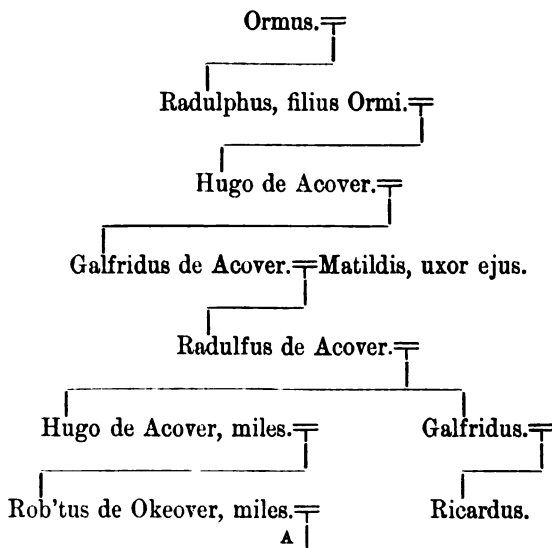 Ormus.
Radulphus, filius Ormi.
Hugo de Acover.
Galfridus de Acover. Matildis, uxor ejus.
Radulfus de Acover.
Hugo de Acover, miles. Galfridus.
Rob'tus de Okeover, miles. Ricardus.
A